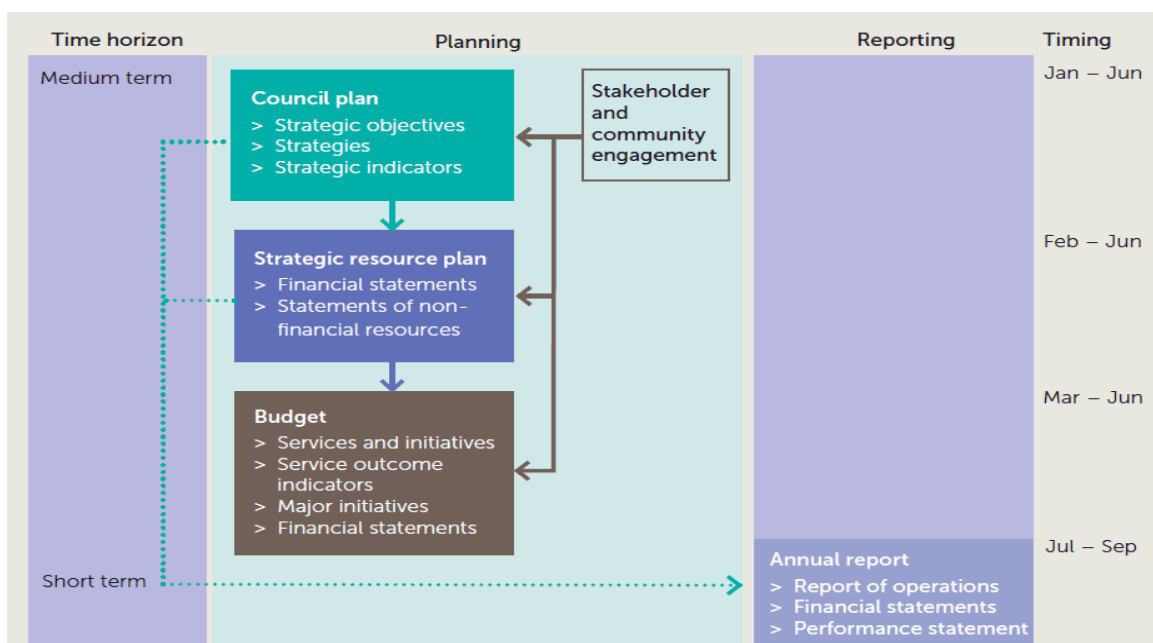 Time horizon
Planning
Reporting
Timing
Medium term
Council plan
> Strategic objectives
> Strategies
> Strategic indicators
Stakeholder
and
community
engagement
Jan – Jun
Strategic resource plan
> Financial statements
> Statements of non-
financial resources
Feb – Jun
Budget
> Services and initiatives
> Service outcome
indicators
> Major initiatives
> Financial statements
Mar – Jun
Short term
Annual report
> Report of operations
> Financial statements
> Performance statement
Jul – Sep